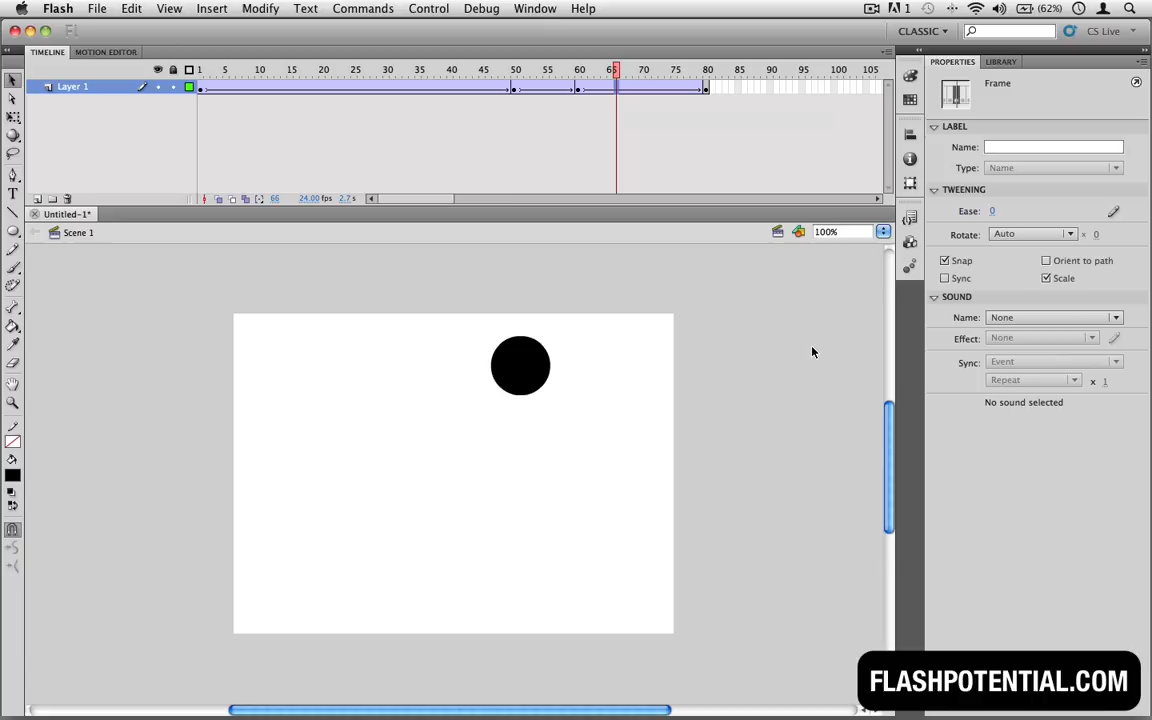 Flash File Edit View Insert Modify Text Commands Control Debug Window Help 1 (62%)
CLASSIC CS Live
TIMELINE MOTION EDITOR
1 5 10 15 20 25 30 35 40 45 50 55 60 65 70 75 80 85 90 95 100 105
Layer 1
66 24.00 fps 2.7 s
Untitled-1*
Scene 1 100%
PROPERTIES LIBRARY
Frame
LABEL
Name:
Type: Name
TWEENING
Ease: 0
Rotate: Auto x 0
Snap Orient to path
Sync Scale
SOUND
Name: None
Effect: None
Sync: Event
Repeat x 1
No sound selected
FLASHPOTENTIAL.COM